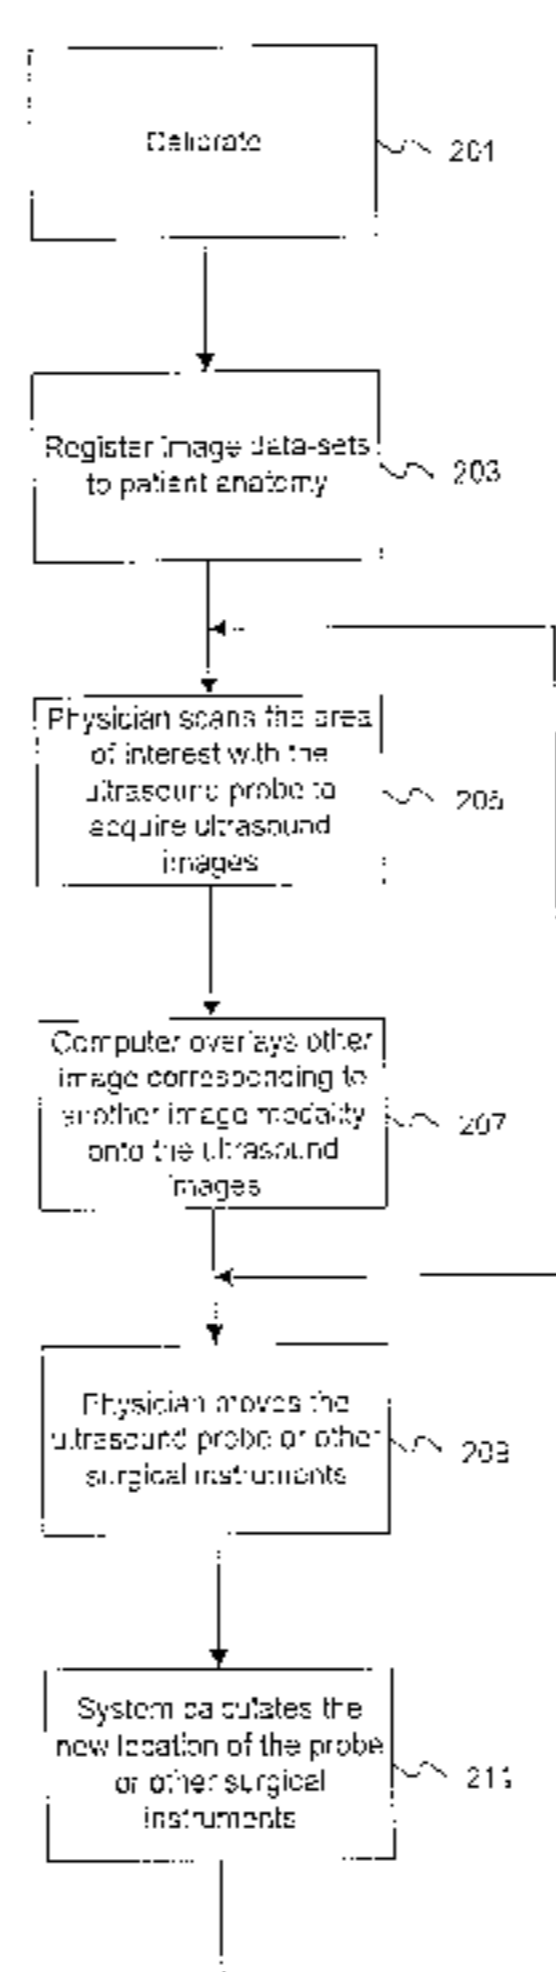 Calibrate
201
Register image data-sets
to patient anatomy
203
Physician scans the area
of interest with the
ultrasound probe to
acquire ultrasound
images
205
Computer overlays other
image corresponding to
another image modality
onto the ultrasound
images
207
Physician moves the
ultrasound probe or other
surgical instruments
209
System calculates the
new location of the probe
or other surgical
instruments
211